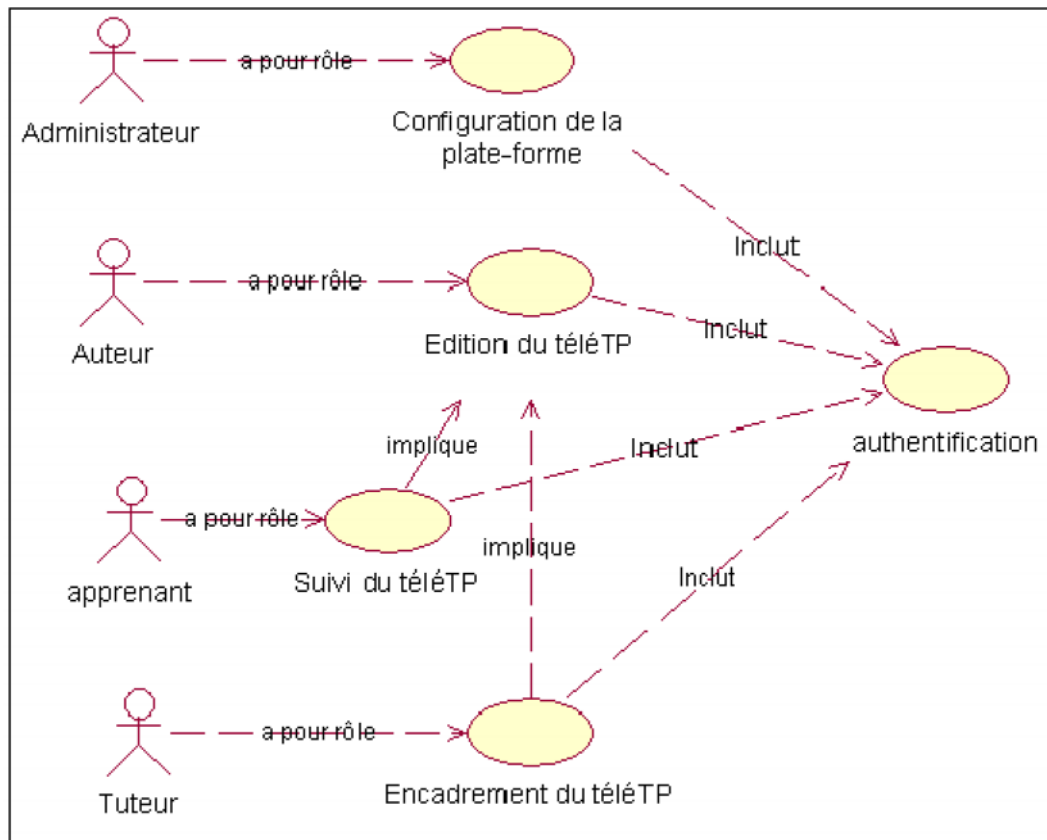 a pour rôle
Administrateur
Configuration de la
plate-forme
Inclut
a pour rôle
Auteur
Edition du téléTP
Inclut
authentification
implique
Inclut
a pour rôle
apprenant
Suivi du téléTP
implique
Inclut
a pour rôle
Tuteur
Encadrement du téléTP